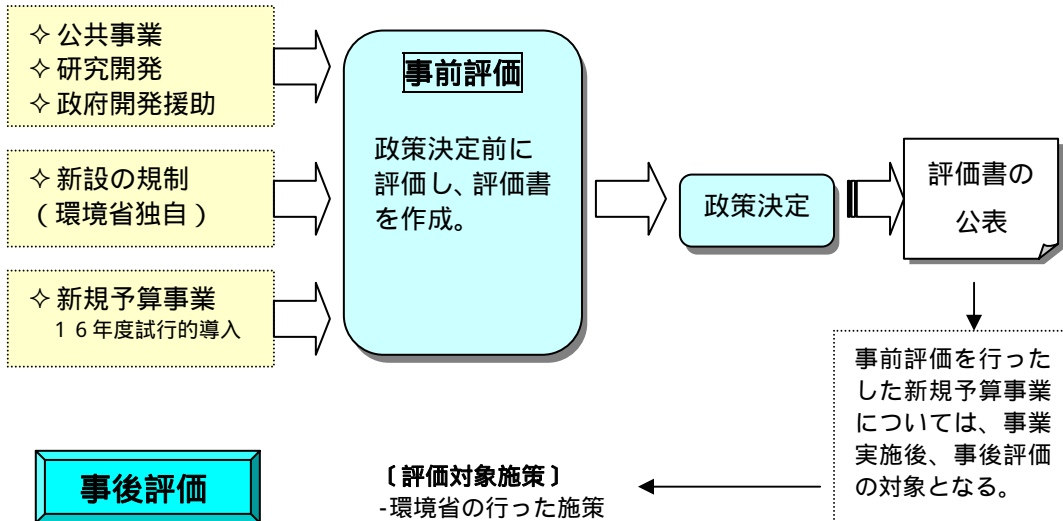 ✧公共事業
✧研究開発
✧政府開発援助
✧新設の規制
(環境省独自)
✧新規予算事業
16年度試行的導入
事前評価
政策決定前に
評価し、評価書
を作成。
政策決定
評価書の
公表
事前評価を行った
した新規予算事業
については、事業
実施後、事後評価
の対象となる。
事後評価
〔評価対象施策〕
-環境省の行った施策